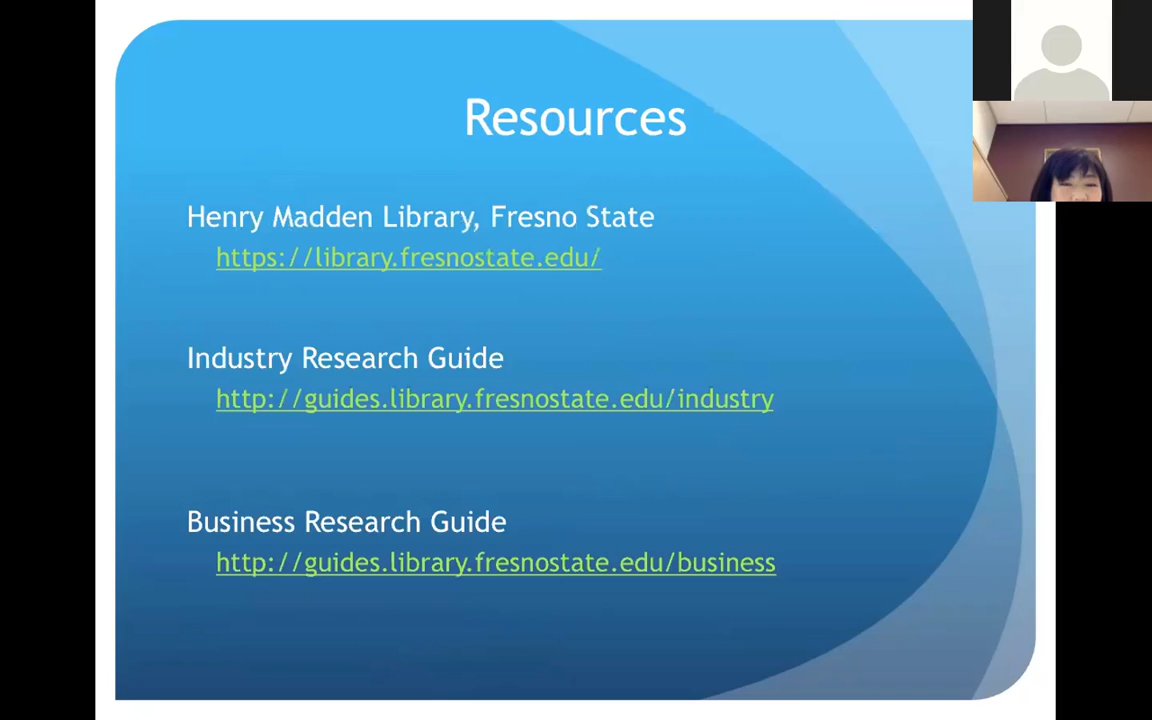 Resources
Henry Madden Library, Fresno State
https://library.fresnostate.edu/
Industry Research Guide
http://guides.library.fresnostate.edu/industry
Business Research Guide
http://guides.library.fresnostate.edu/business